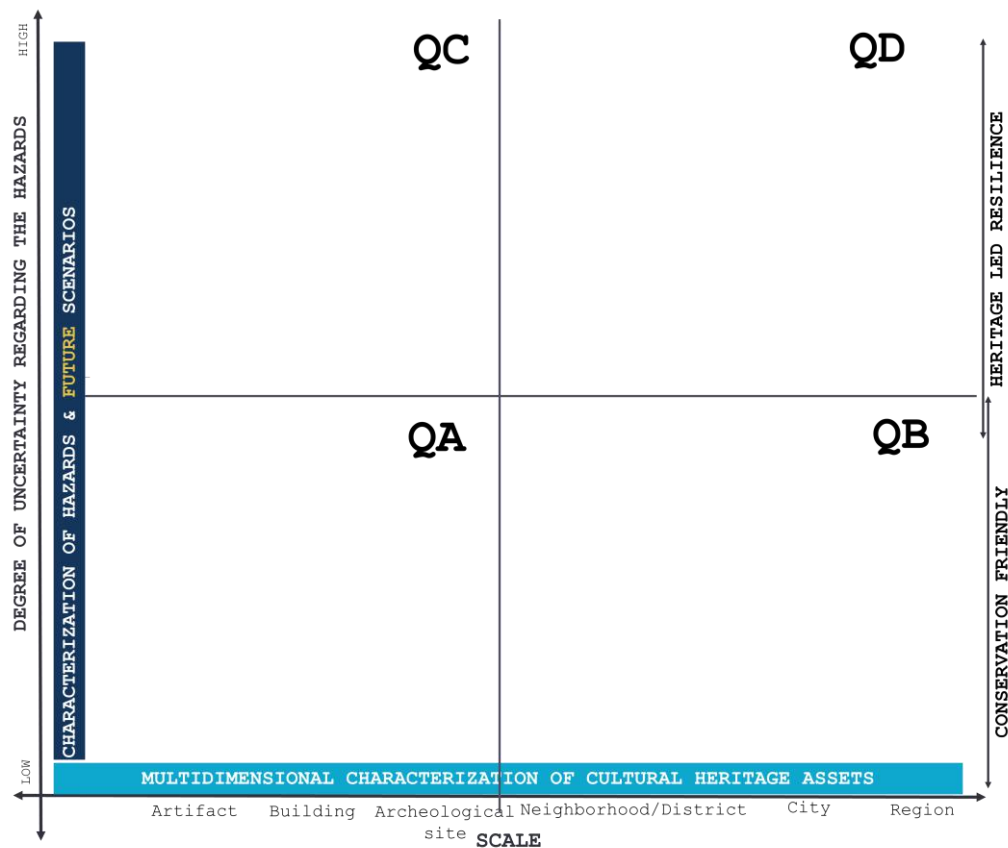 HIGH
QC
QD
DEGREE OF UNCERTAINTY REGARDING THE HAZARDS
CHARACTERIZATION OF HAZARDS & FUTURE SCENARIOS
HERITAGE LED RESILIENCE
QA
QB
CONSERVATION FRIENDLY
LOW
MULTIDIMENSIONAL CHARACTERIZATION OF CULTURAL HERITAGE ASSETS
Artifact Building Archeological Neighborhood/District City Region
site
SCALE